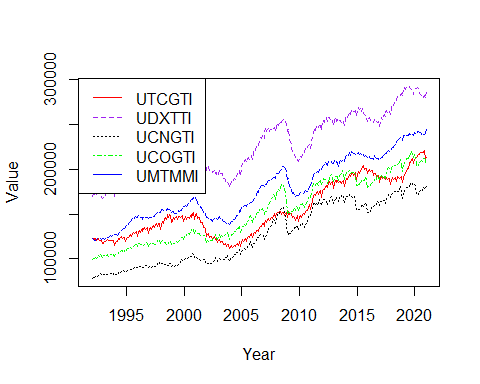 300000
200000
100000
Value
UTCGTI
UDXTTI
UCNGTI
UCOGTI
UMTMMI
1995 2000 2005 2010 2015 2020
Year